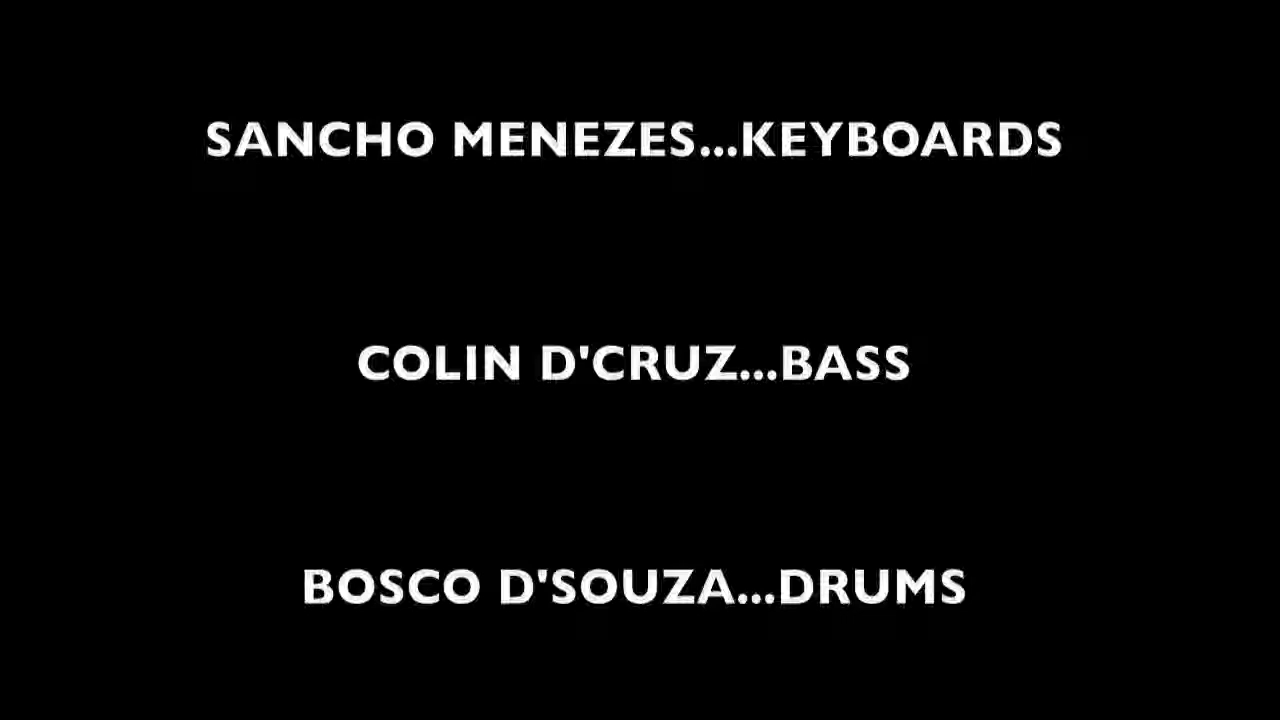 SANCHO MENEZES...KEYBOARDS
COLIN D'CRUZ...BASS
BOSCO D'SOUZA...DRUMS